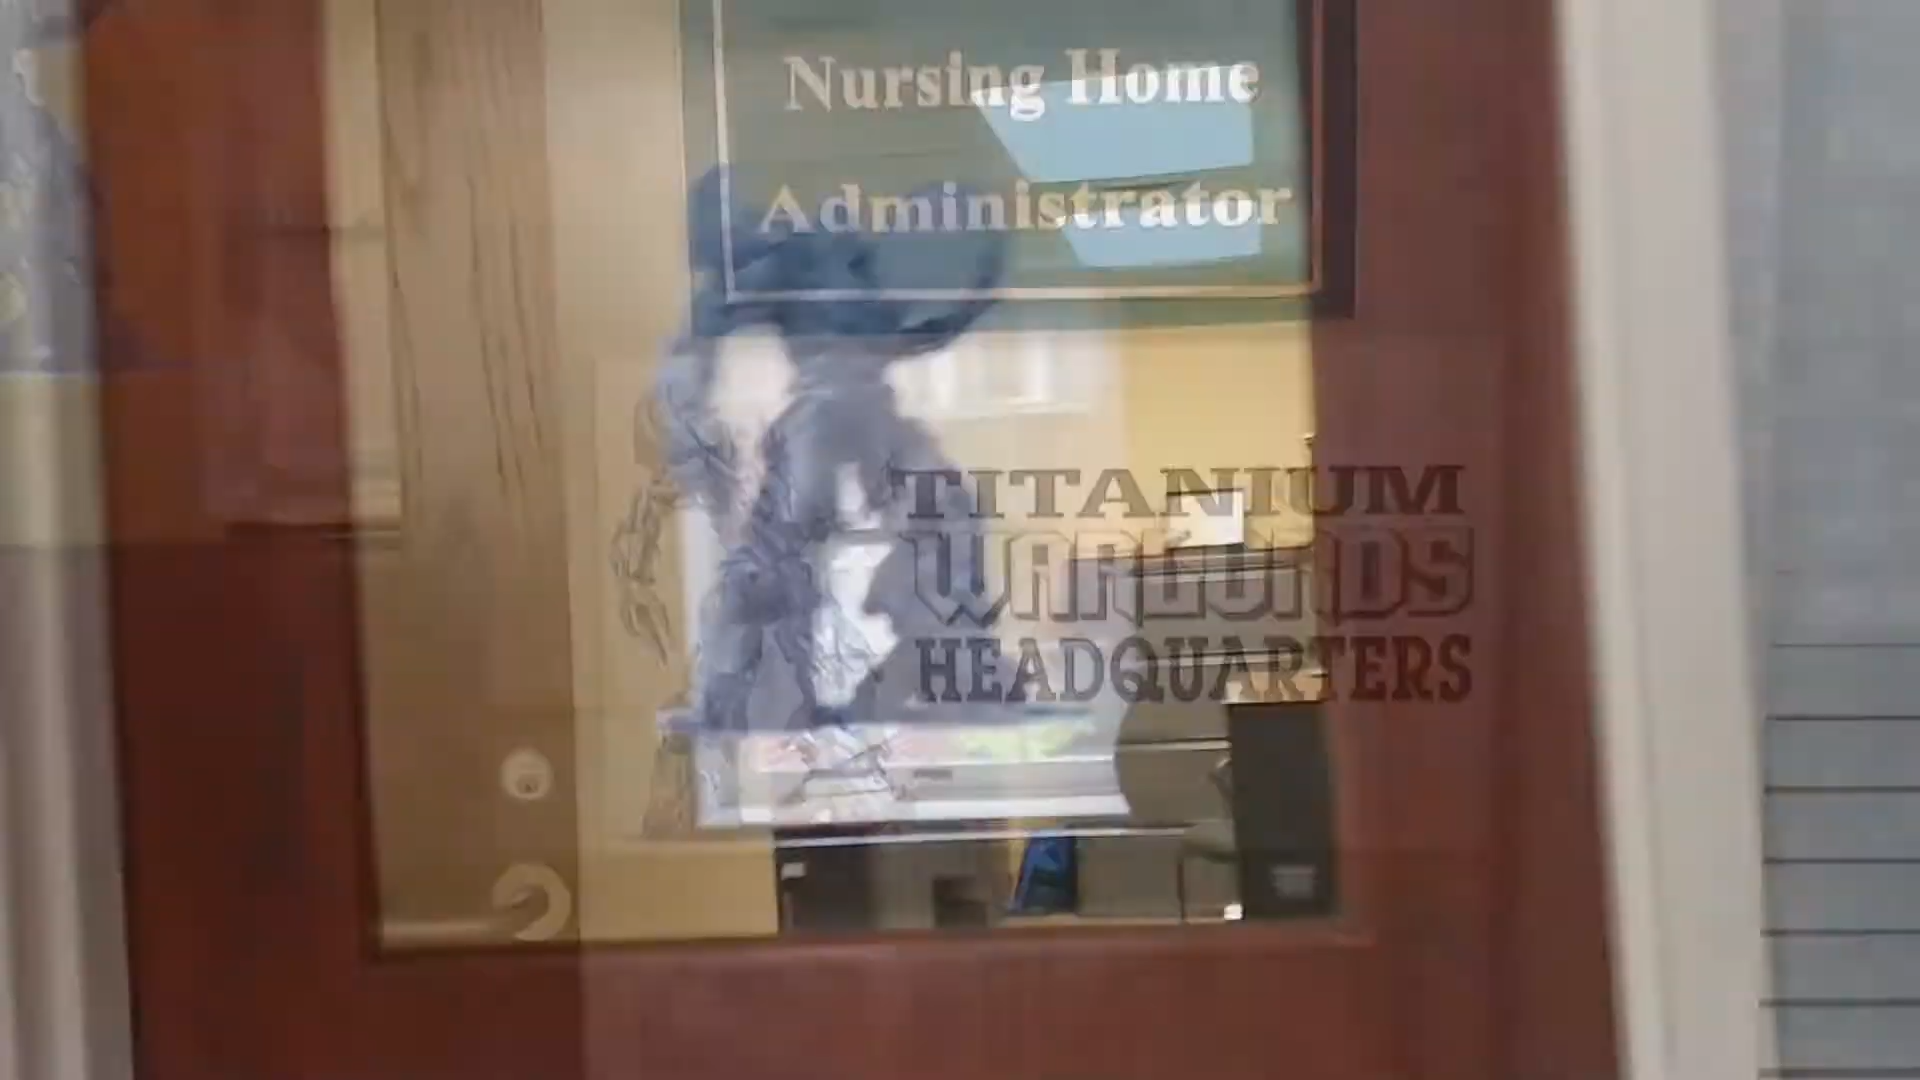 Nursing Home
Administrator
TITANIUM
WARLORDS
HEADQUARTERS